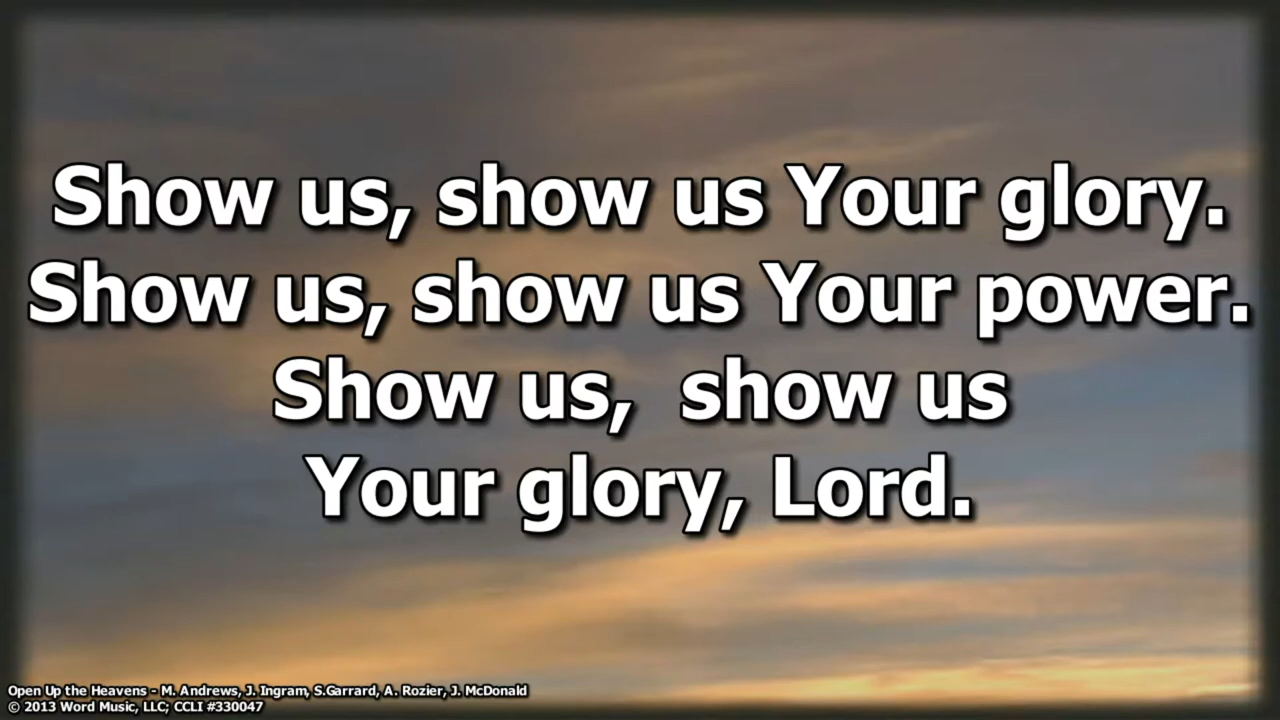 Show us, show us Your glory.
Show us, show us Your power.
Show us,  show us
Your glory, Lord.
Open Up the Heavens - M. Andrews, J. Ingram, S.Garrard, A. Rozier, J. McDonald
© 2013 Word Music, LLC; CCLI #330047